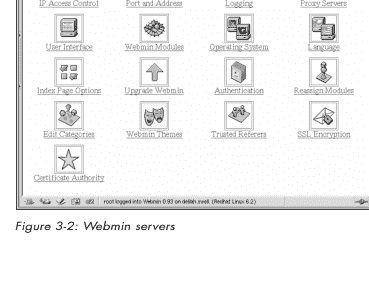 IP Access Control Port and Address Logging Proxy Servers
User Interface Webmin Modules Operating System Language
Index Page Options Upgrade Webmin Authentication Reassign Modules
Edit Categories Webmin Themes Trusted Referers SSL Encryption
Certificate Authority
root logged into Webmin 0.93 on delilah.swell (Redhat Linux 6.2)
Figure 3-2: Webmin servers